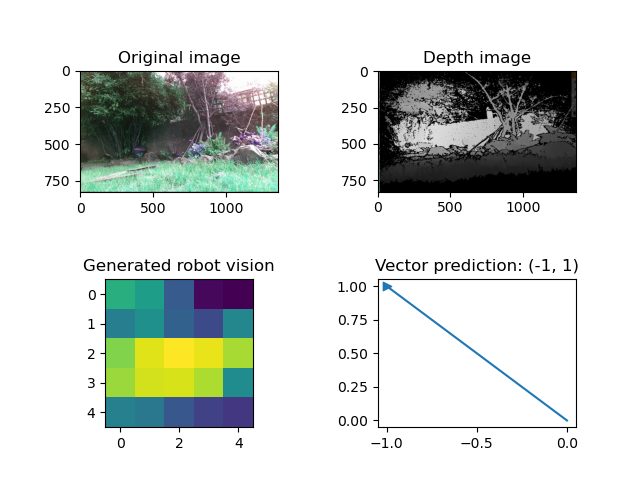 Original image
0
250
500
750
0 500 1000
Depth image
0
250
500
750
0 500 1000
Generated robot vision
0
1
2
3
4
0 2 4
Vector prediction: (-1, 1)
1.00
0.75
0.50
0.25
0.00
−1.0 −0.5 0.0